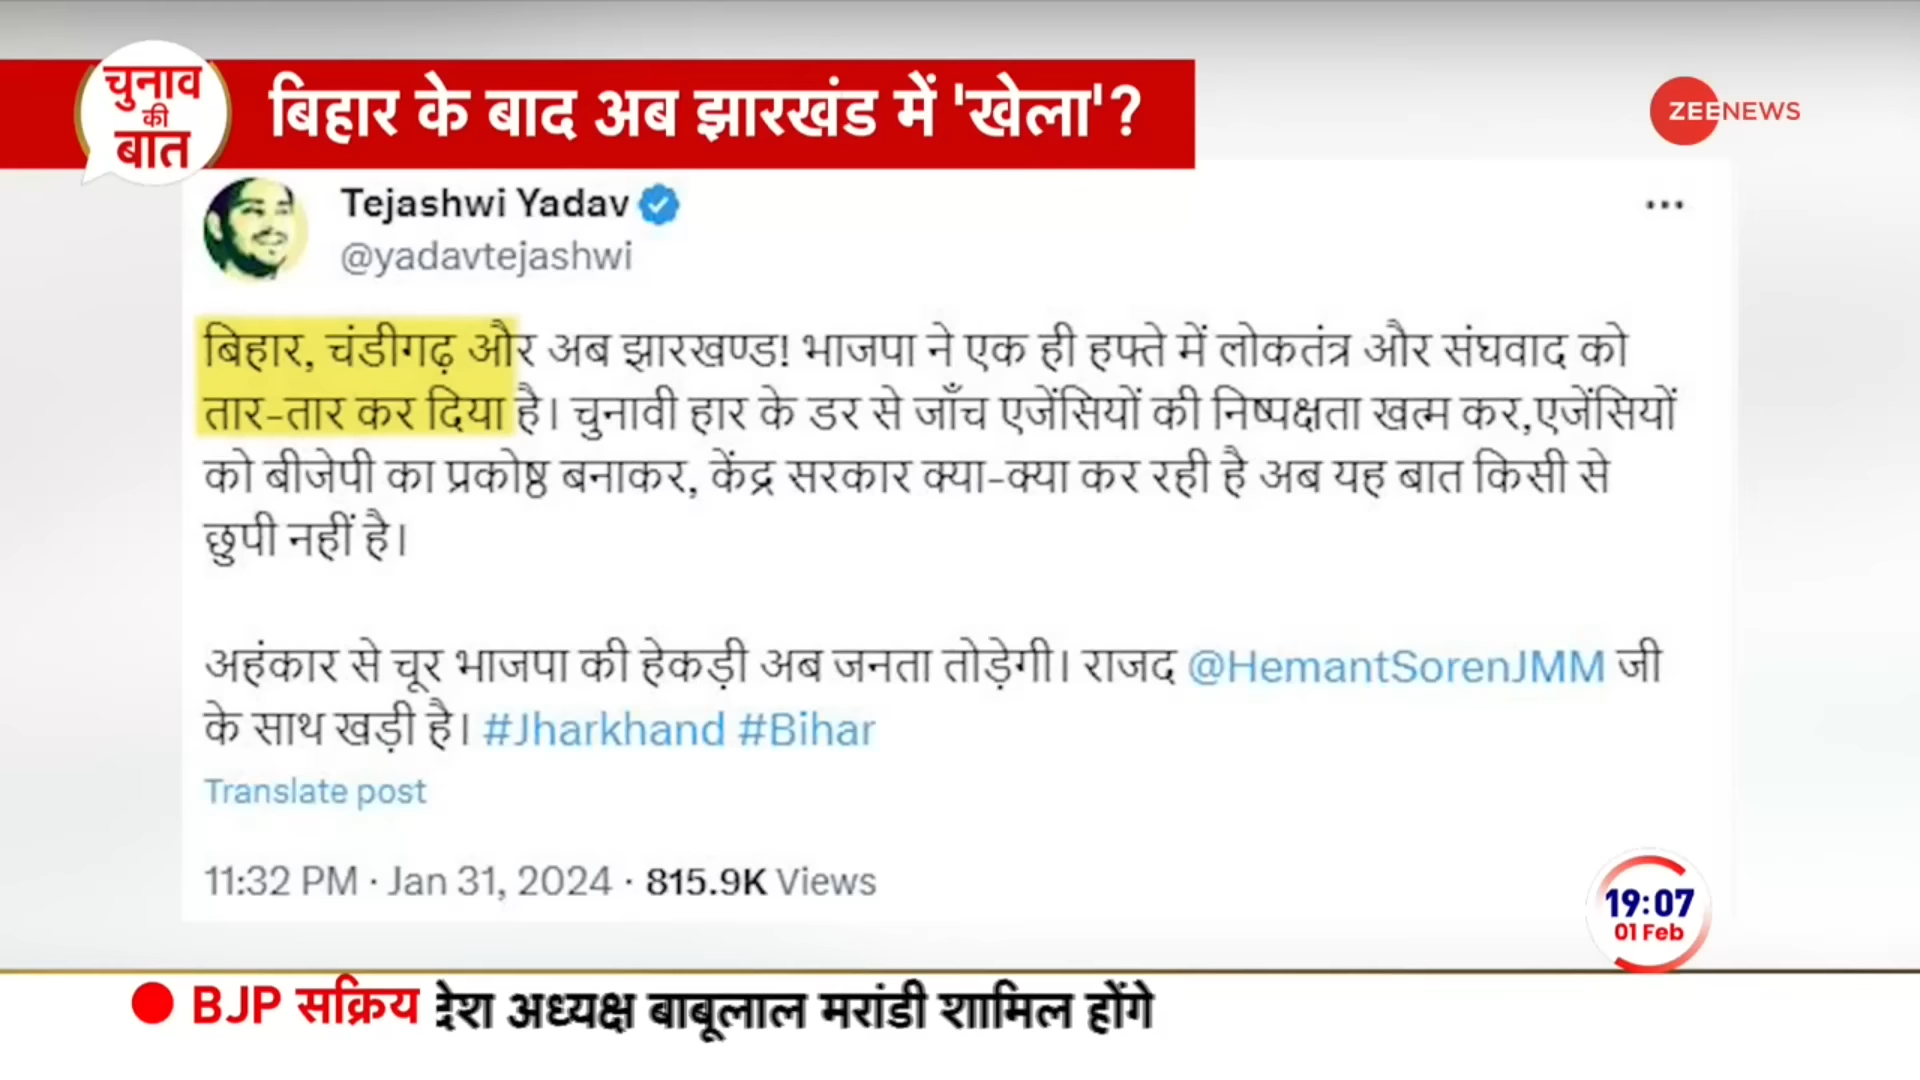 चुनाव
की
बात
बिहार के बाद अब झारखंड में 'खेला'?
ZEENEWS
Tejashwi Yadav
@yadavtejashwi
बिहार, चंडीगढ़ और अब झारखण्ड! भाजपा ने एक ही हफ्ते में लोकतंत्र और संघवाद को
तार-तार कर दिया है। चुनावी हार के डर से जाँच एजेंसियों की निष्पक्षता खत्म कर,एजेंसियों
को बीजेपी का प्रकोष्ठ बनाकर, केंद्र सरकार क्या-क्या कर रही है अब यह बात किसी से
छुपी नहीं है।
अहंकार से चूर भाजपा की हेकड़ी अब जनता तोड़ेगी। राजद @HemantSorenJMM जी
के साथ खड़ी है। #Jharkhand #Bihar
Translate post
11:32 PM · Jan 31, 2024 · 815.9K Views
19:07
01 Feb
BJP सक्रिय
अध्यक्ष बाबूलाल मरांडी शामिल होंगे